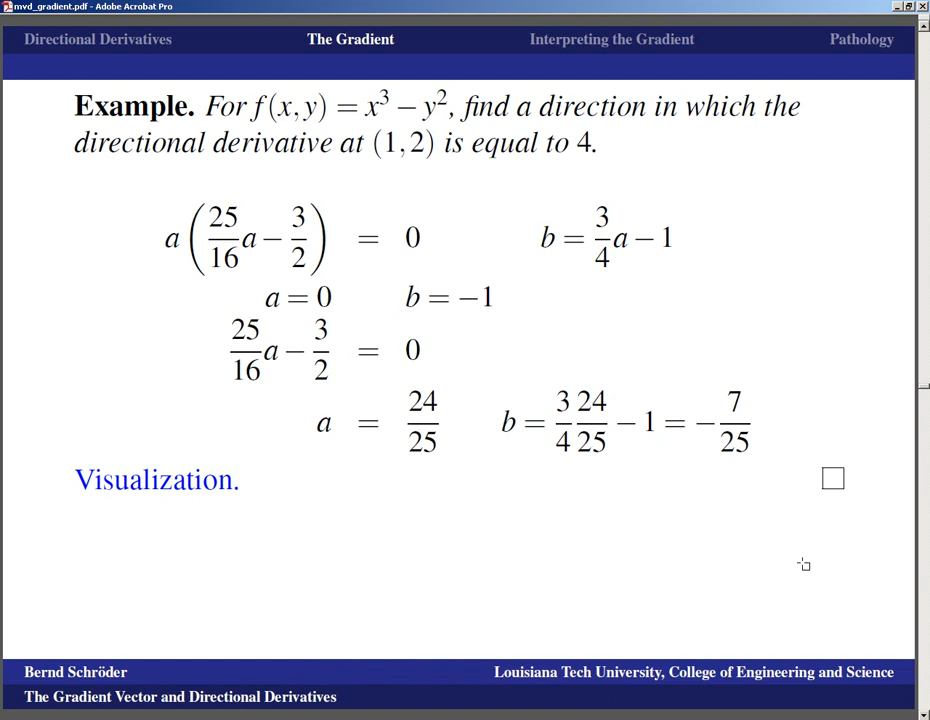 mvd_gradient.pdf - Adobe Acrobat Pro
Directional Derivatives The Gradient Interpreting the Gradient Pathology
Example. For f(x,y) = x³ − y², find a direction in which the
directional derivative at (1,2) is equal to 4.
a(25/16 a − 3/2) = 0 b = 3/4 a − 1
a = 0 b = −1
25/16 a − 3/2 = 0
a = 24/25 b = 3/4 24/25 − 1 = −7/25
Visualization.
Bernd Schröder Louisiana Tech University, College of Engineering and Science
The Gradient Vector and Directional Derivatives